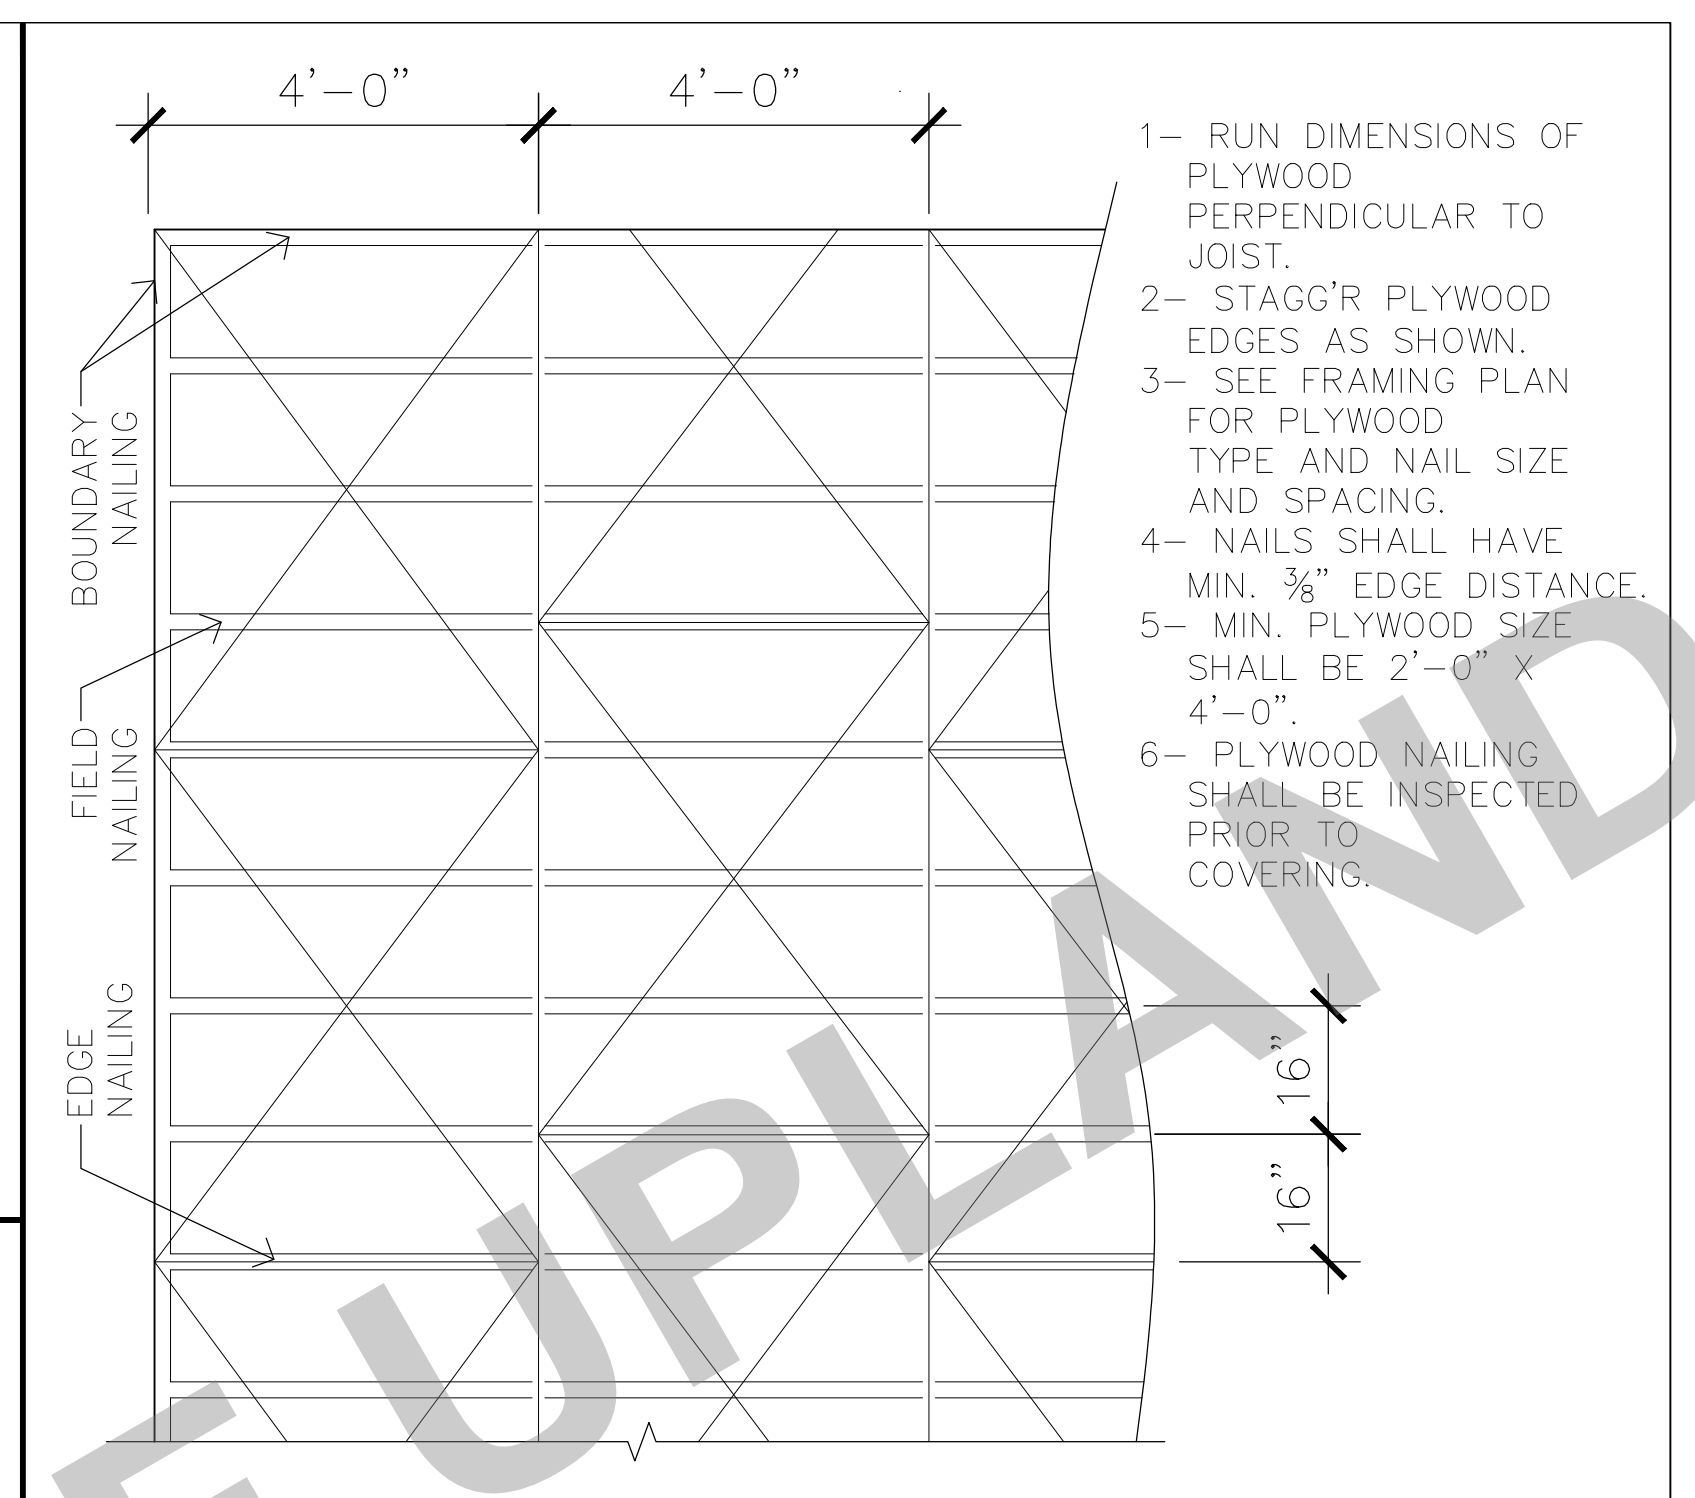 4'-0" 4'-0"
1- RUN DIMENSIONS OF
PLYWOOD
PERPENDICULAR TO
JOIST.
2- STAGG'R PLYWOOD
EDGES AS SHOWN.
3- SEE FRAMING PLAN
FOR PLYWOOD
TYPE AND NAIL SIZE
AND SPACING.
4- NAILS SHALL HAVE
MIN. 3/8" EDGE DISTANCE.
5- MIN. PLYWOOD SIZE
SHALL BE 2'-0" X
4'-0".
6- PLYWOOD NAILING
SHALL BE INSPECTED
PRIOR TO
COVERING.
BOUNDARY
NAILING
FIELD
NAILING
EDGE
NAILING
16"
16"
F UPLAND